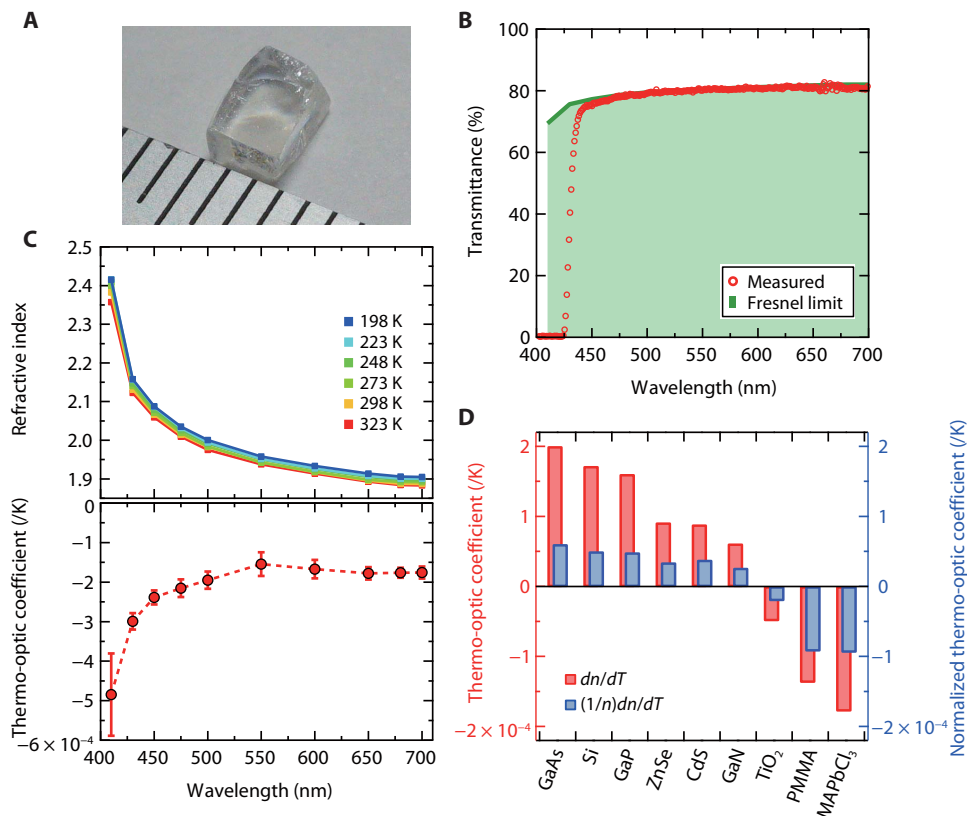 A
B
100
80
60
40
20
0
Transmittance (%)
Measured
Fresnel limit
400 450 500 550 600 650 700
Wavelength (nm)
C
2.5
2.4
2.3
2.2
2.1
2.0
1.9
Refractive index
198 K
223 K
248 K
273 K
298 K
323 K
0
−1
−2
−3
−4
−5
−6 × 10⁻⁴
Thermo-optic coefficient (/K)
400 450 500 550 600 650 700
Wavelength (nm)
D
2
1
0
−1
−2 × 10⁻⁴
Thermo-optic coefficient (/K)
dn/dT
(1/n)dn/dT
2
1
0
−1
−2 × 10⁻⁴
Normalized thermo-optic coefficient (/K)
GaAs
Si
GaP
ZnSe
CdS
GaN
TiO₂
PMMA
MAPbCl₃